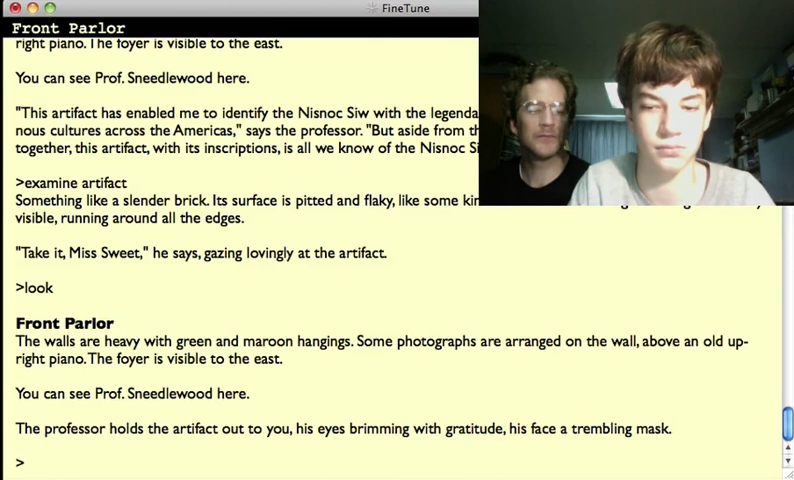 FineTune
Front Parlor
right piano. The foyer is visible to the east.
You can see Prof. Sneedlewood here.
"This artifact has enabled me to identify the Nisnoc Siw with the legenda
nous cultures across the Americas," says the professor. "But aside from th
together, this artifact, with its inscriptions, is all we know of the Nisnoc Si
>examine artifact
Something like a slender brick. Its surface is pitted and flaky, like some kin
visible, running around all the edges.
"Take it, Miss Sweet," he says, gazing lovingly at the artifact.
>look
Front Parlor
The walls are heavy with green and maroon hangings. Some photographs are arranged on the wall, above an old up-
right piano. The foyer is visible to the east.
You can see Prof. Sneedlewood here.
The professor holds the artifact out to you, his eyes brimming with gratitude, his face a trembling mask.
>